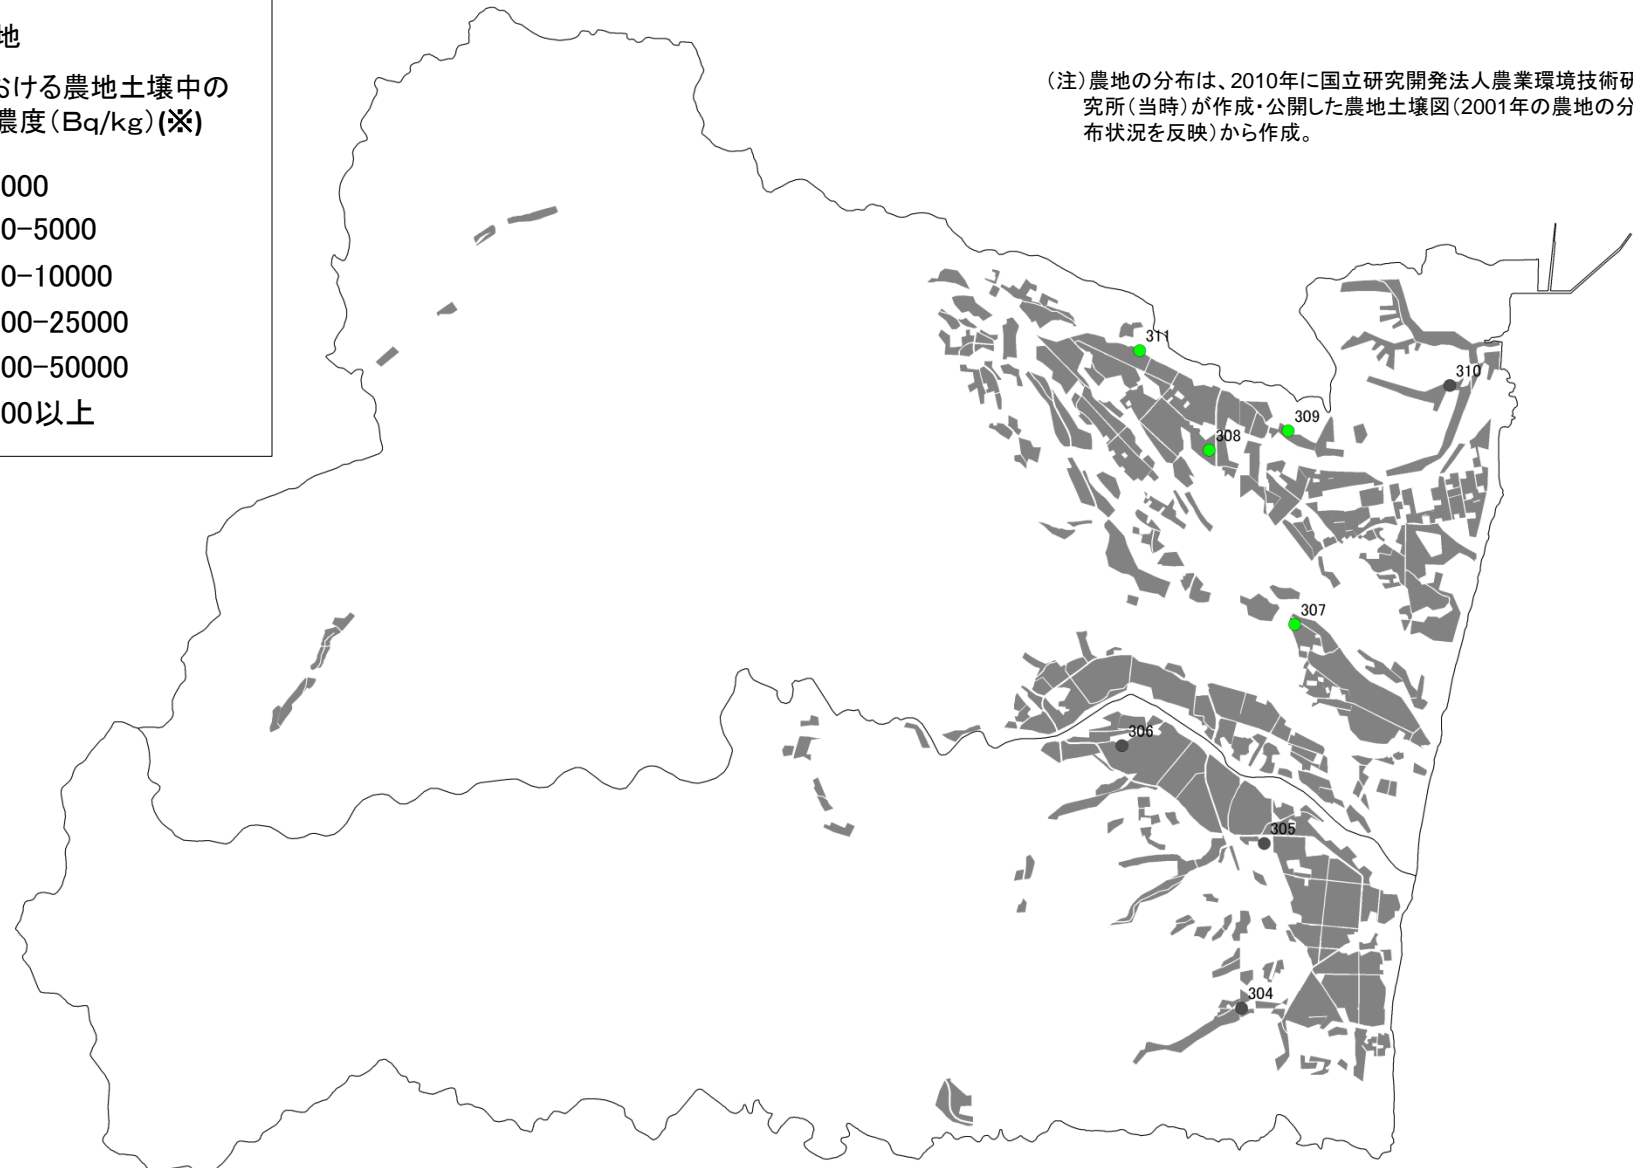 地
おける農地土壌中の
濃度（Bq/kg）(※)
000
0-5000
0-10000
00-25000
00-50000
00以上
（注）農地の分布は、2010年に国立研究開発法人農業環境技術研
究所（当時）が作成・公開した農地土壌図（2001年の農地の分
布状況を反映）から作成。
311
310
309
308
307
306
305
304